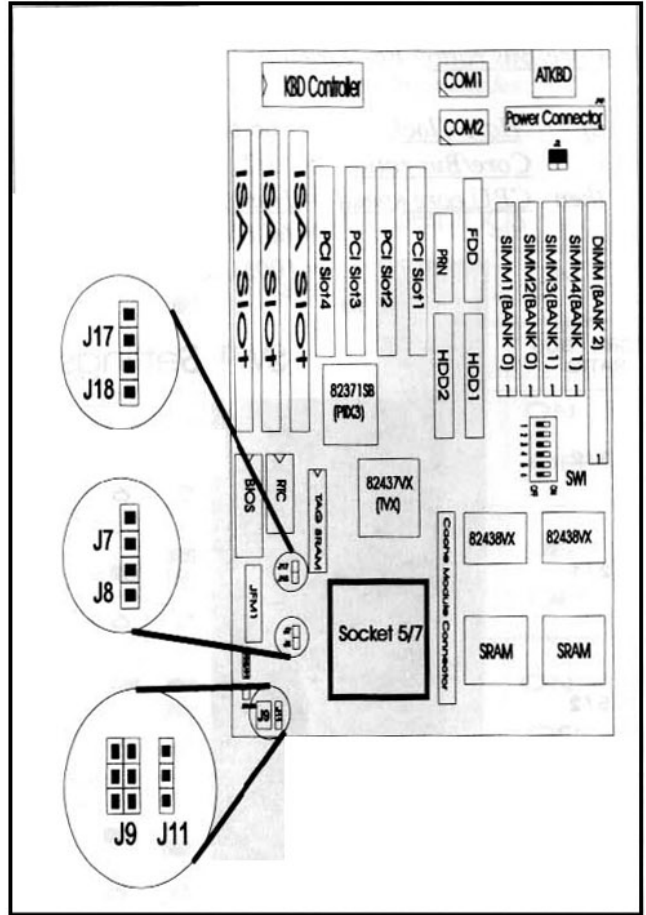 KBD Controller
COM1
COM2
ATKBD
Power Connector
ISA SlOT
ISA SlOT
ISA SlOT
PCI Slot4
PCI Slot3
PCI Slot2
PCI Slot1
PRN
FDD
HDD2
HDD1
SIMM1(BANK 0)
SIMM2(BANK 0)
SIMM3(BANK 1)
SIMM4(BANK 1)
DIMM (BANK 2)
1
SW1
82371SB
(PIIX3)
82437VX
(TVX)
BIOS
RTC
TAG SRAM
82438VX
82438VX
Cache Module Connector
Socket 5/7
SRAM
SRAM
JFM1
J9
J17
J18
J7
J8
J9
J11